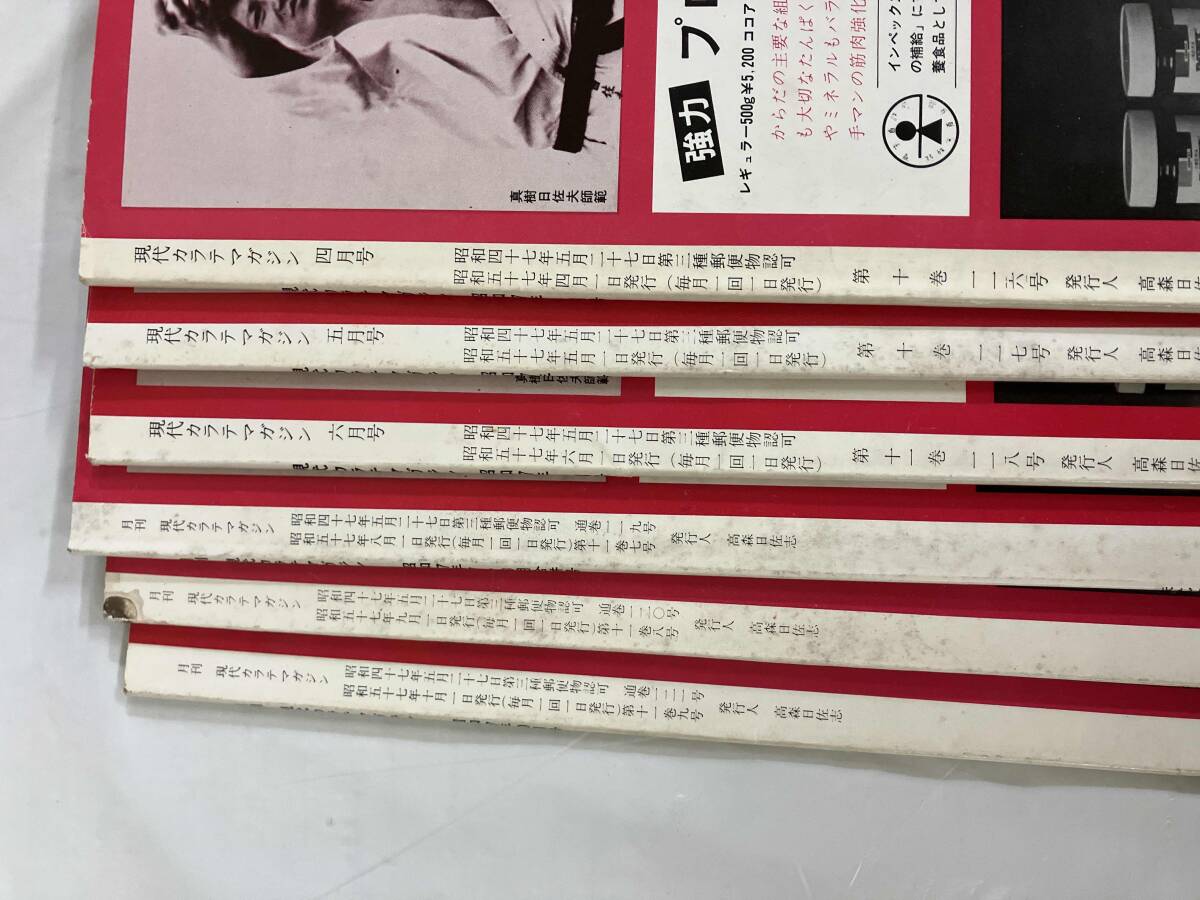 真樹日佐夫師範
強力
プロ
レギュラー500g¥5,200 ココア
からだの主要な組
も大切なたんぱく
やミネラルもバラ
手マンの筋肉強化
インペックス
の補給」に
養食品として
現代カラテマガジン 四月号 昭和四十七年五月二十七日第三種郵便物認可
昭和五十七年四月一日発行(毎月一回一日発行) 第十巻 一一六号 発行人 高森日佐
現代カラテマガジン 五月号 昭和四十七年五月二十七日第三種郵便物認可
昭和五十七年五月一日発行(毎月一回一日発行) 第十巻 一一七号 発行人 高森日佐
真樹日佐夫師範
現代カラテマガジン 六月号 昭和四十七年五月二十七日第三種郵便物認可
昭和五十七年六月一日発行(毎月一回一日発行) 第十一巻 一一八号 発行人 高森日佐
月刊 現代カラテマガジン 昭和四十七年五月二十七日第三種郵便物認可 通巻一一九号
昭和五十七年八月一日発行(毎月一回一日発行)第十一巻七号 発行人 高森日佐志
月刊 現代カラテマガジン 昭和四十七年五月二十七日第三種郵便物認可 通巻一二〇号
昭和五十七年九月一日発行(毎月一回一日発行)第十一巻八号 発行人 高森日佐志
月刊 現代カラテマガジン 昭和四十七年五月二十七日第三種郵便物認可 通巻一二一号
昭和五十七年十月一日発行(毎月一回一日発行)第十一巻九号 発行人 高森日佐志